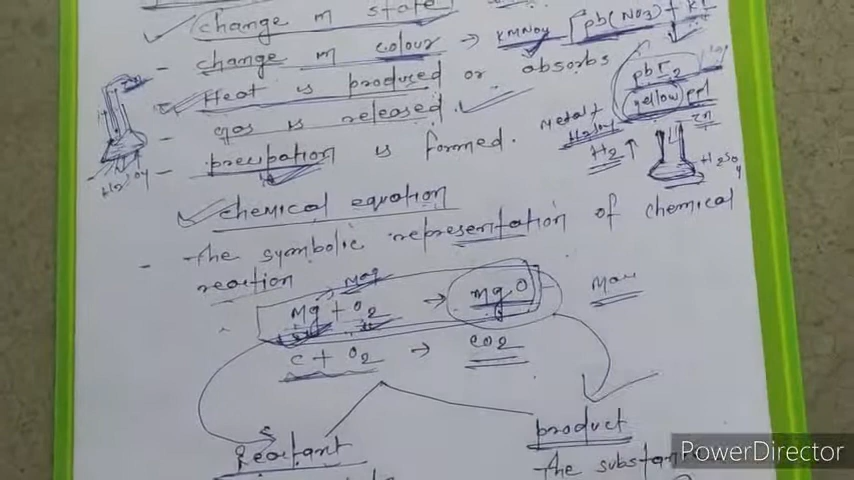 change in state
change in colour → KMNO4 [pb(NO3) + KI
pbI2
Heat is produced or absorbs
yellow ppt
gas is released
Metal +
H2SO4
Zn
precipation is formed.
H2 ↑
H2SO4
H2SO4
chemical equation
- The symbolic representation of chemical
reaction
Mg + O2 → MgO
C + O2 → CO2
Reactant
product
The substan
PowerDirector